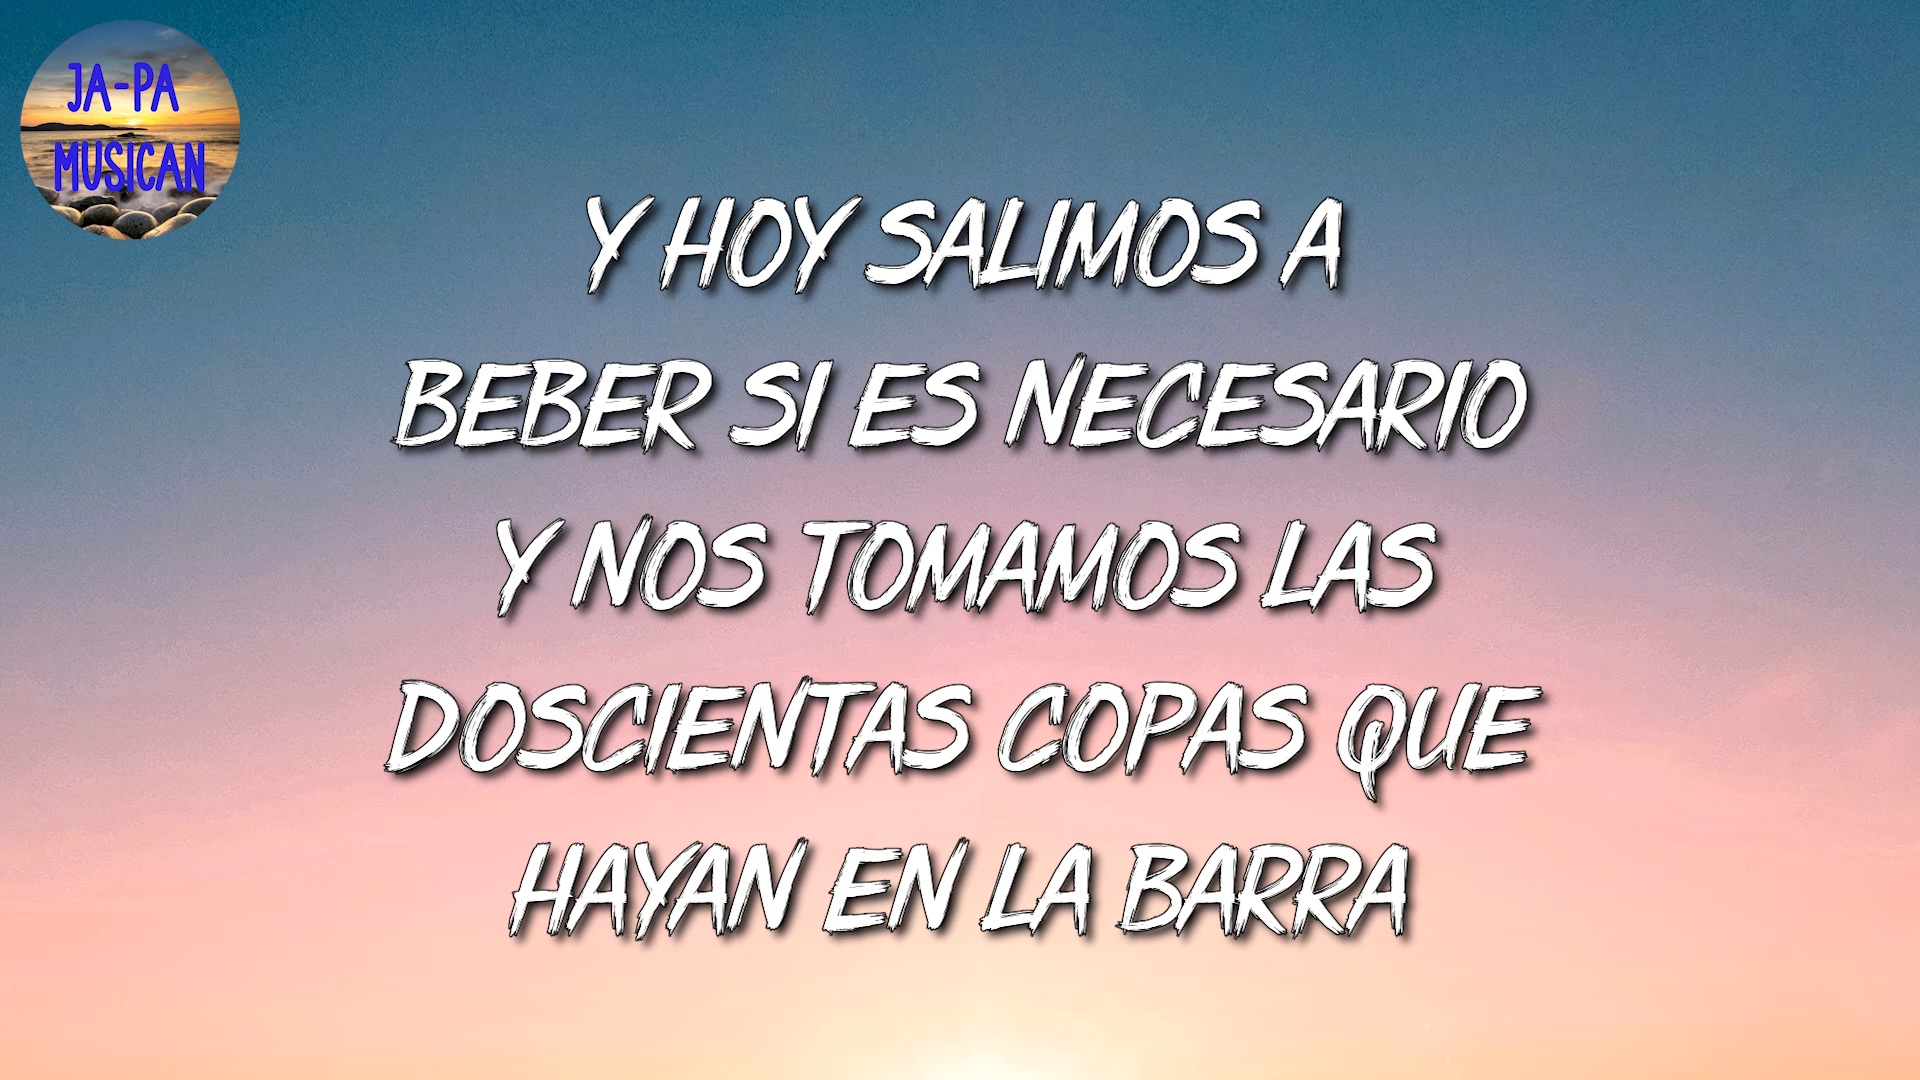 JA-PA
MUSICAN
Y HOY SALIMOS A
BEBER SI ES NECESARIO
Y NOS TOMAMOS LAS
DOSCIENTAS COPAS QUE
HAYAN EN LA BARRA